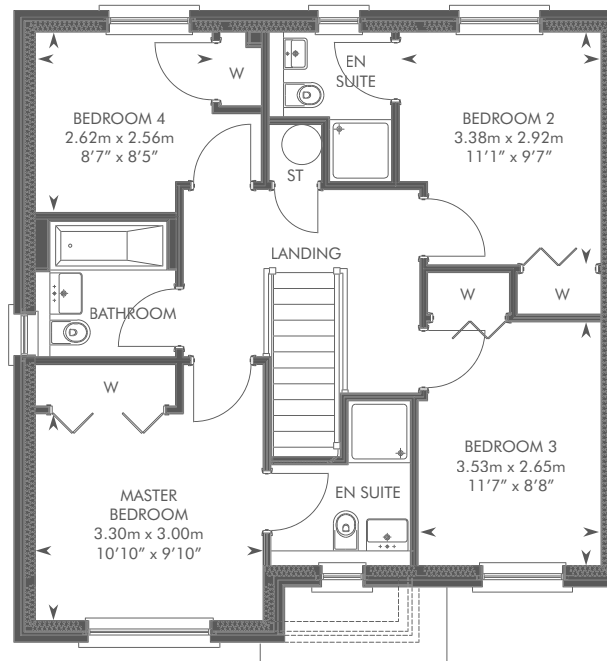 W
EN
SUITE
BEDROOM 4
2.62m x 2.56m
8'7" x 8'5"
BEDROOM 2
3.38m x 2.92m
11'1" x 9'7"
ST
LANDING
W
W
BATHROOM
W
BEDROOM 3
3.53m x 2.65m
11'7" x 8'8"
MASTER
BEDROOM
3.30m x 3.00m
10'10" x 9'10"
EN SUITE